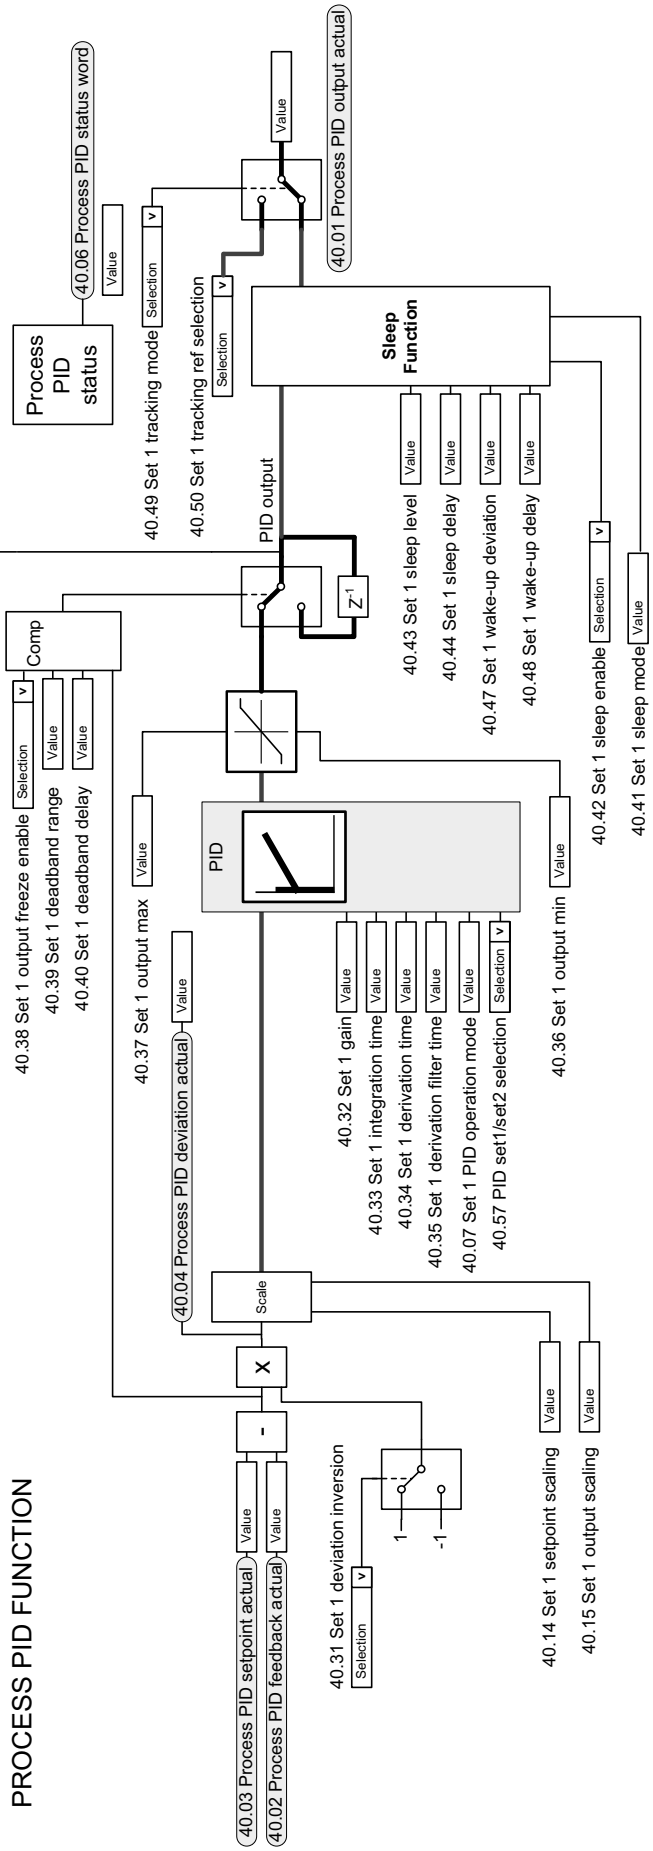 PROCESS PID FUNCTION
40.03 Process PID setpoint actual
Value
40.02 Process PID feedback actual
Value
-
X
40.31 Set 1 deviation inversion
Selection
v
1
-1
40.04 Process PID deviation actual
Value
Scale
40.14 Set 1 setpoint scaling
Value
40.15 Set 1 output scaling
Value
40.38 Set 1 output freeze enable
Selection
v
40.39 Set 1 deadband range
Value
40.40 Set 1 deadband delay
Value
Comp
40.37 Set 1 output max
Value
PID
40.32 Set 1 gain
Value
40.33 Set 1 integration time
Value
40.34 Set 1 derivation time
Value
40.35 Set 1 derivation filter time
Value
40.07 Set 1 PID operation mode
Value
40.57 PID set1/set2 selection
Selection
v
40.36 Set 1 output min
Value
Z-1
PID output
Process
PID
status
40.06 Process PID status word
Value
40.49 Set 1 tracking mode
Selection
v
40.50 Set 1 tracking ref selection
Selection
v
Value
40.01 Process PID output actual
Sleep
Function
40.43 Set 1 sleep level
Value
40.44 Set 1 sleep delay
Value
40.47 Set 1 wake-up deviation
Value
40.48 Set 1 wake-up delay
Value
40.42 Set 1 sleep enable
Selection
v
40.41 Set 1 sleep mode
Value